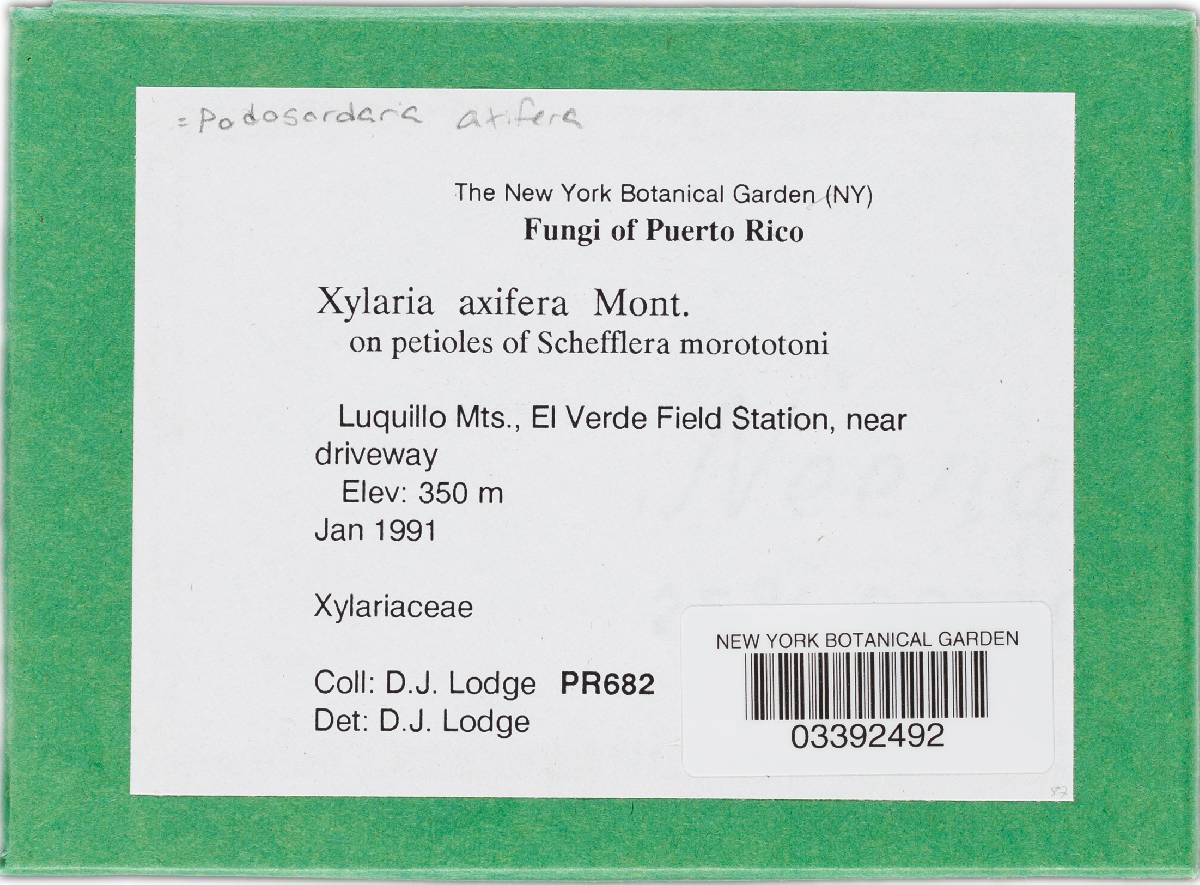 = Podosordaria axifera
The New York Botanical Garden (NY)
Fungi of Puerto Rico
Xylaria axifera Mont.
on petioles of Schefflera morototoni
Luquillo Mts., El Verde Field Station, near
driveway
Elev: 350 m
Jan 1991
Xylariaceae
Coll: D.J. Lodge PR682
Det: D.J. Lodge
NEW YORK BOTANICAL GARDEN
03392492